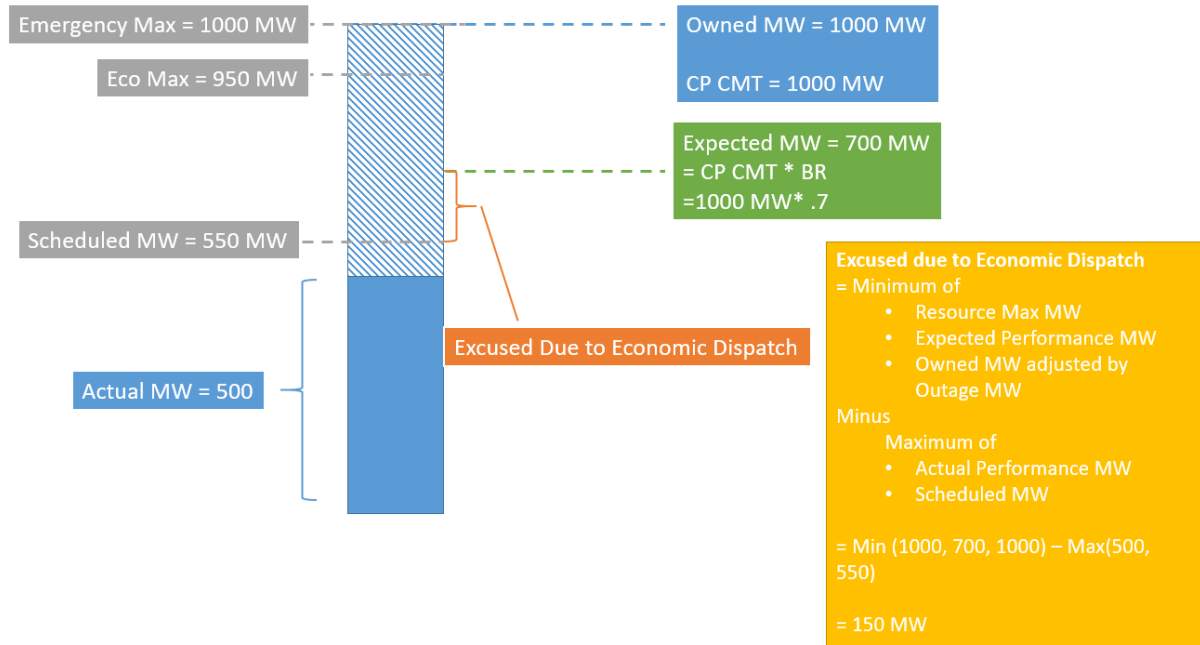 Emergency Max = 1000 MW
Eco Max = 950 MW
Owned MW = 1000 MW
CP CMT = 1000 MW
Expected MW = 700 MW
= CP CMT * BR
=1000 MW* .7
Scheduled MW = 550 MW
Excused Due to Economic Dispatch
Actual MW = 500
Excused due to Economic Dispatch
= Minimum of
• Resource Max MW
• Expected Performance MW
• Owned MW adjusted by
Outage MW
Minus
Maximum of
• Actual Performance MW
• Scheduled MW
= Min (1000, 700, 1000) – Max(500,
550)
= 150 MW